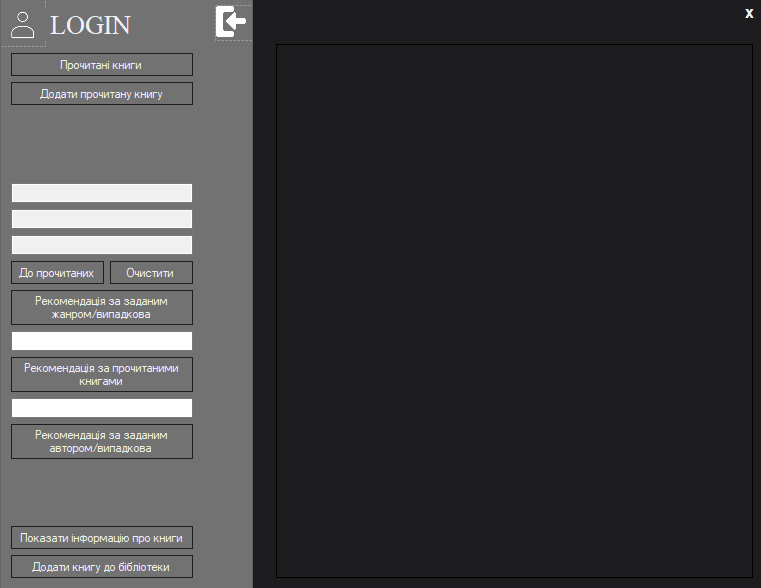 LOGIN
x
Прочитані книги
Додати прочитану книгу
До прочитаних
Очистити
Рекомендація за заданим
жанром/випадкова
Рекомендація за прочитаними
книгами
Рекомендація за заданим
автором/випадкова
Показати інформацію про книги
Додати книгу до бібліотеки